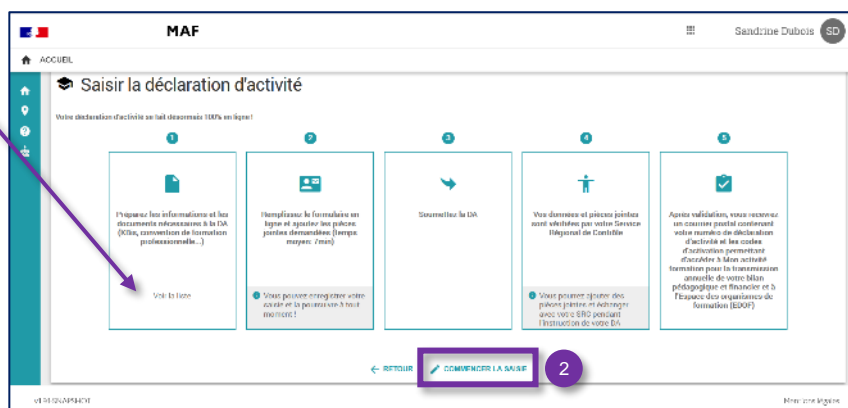 MAF
Sandrine Dubois
SD
ACCUEIL
Saisir la déclaration d'activité
Votre déclaration d'activité se fait désormais 100% en ligne !
1
2
3
4
5
Préparez les informations et les
documents nécessaires à la DA
(KBis, convention de formation
professionnelle...)
Voir la liste
Remplissez le formulaire en
ligne et ajoutez les pièces
jointes demandées (Temps
moyen: 7min)
Vous pouvez enregistrer votre
saisie et la poursuivre à tout
moment !
Soumettez la DA
Vos données et pièces jointes
sont vérifiées par votre Service
Régional de Contrôle
Vous pourrez ajouter des
pièces jointes et échanger
avec votre SRC pendant
l'instruction de votre DA
Après validation, vous recevrez
un courrier postal contenant
votre numéro de déclaration
d'activité et les codes
d'activation permettant
d'accéder à Mon activité
formation pour la transmission
annuelle de votre bilan
pédagogique et financier et à
l'Espace des organismes de
formation (EDOF)
RETOUR
COMMENCER LA SAISIE
2
Mentions légales